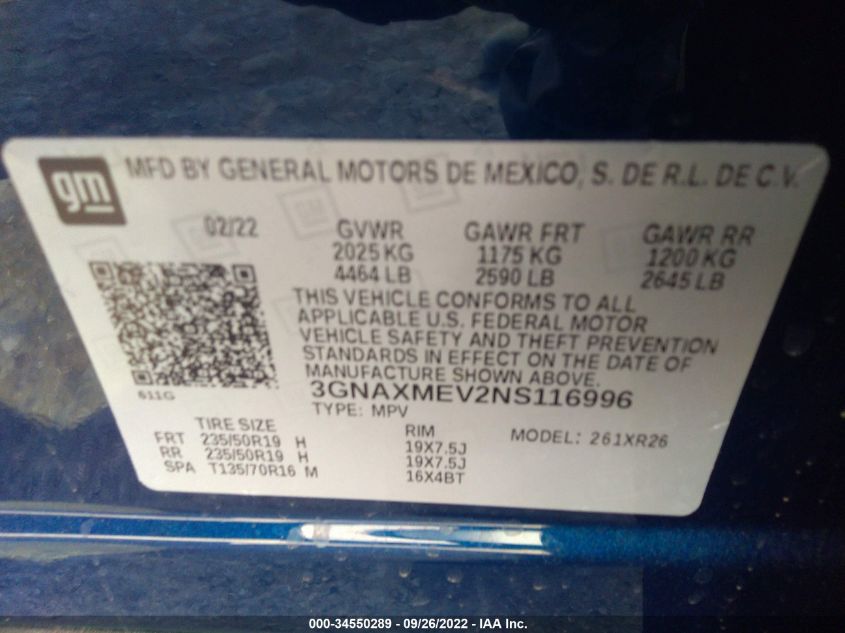 gm
MFD BY GENERAL MOTORS DE MEXICO, S. DE R.L. DE C.V.
02/22 GVWR GAWR FRT GAWR RR
2025 KG 1175 KG 1200 KG
4464 LB 2590 LB 2645 LB
THIS VEHICLE CONFORMS TO ALL
APPLICABLE U.S. FEDERAL MOTOR
VEHICLE SAFETY AND THEFT PREVENTION
STANDARDS IN EFFECT ON THE DATE OF
MANUFACTURE SHOWN ABOVE.
611G
3GNAXMEV2NS116996
TYPE: MPV
TIRE SIZE RIM MODEL: 261XR26
FRT 235/50R19 H 19X7.5J
RR 235/50R19 H 19X7.5J
SPA T135/70R16 M 16X4BT
000-34550289 - 09/26/2022 - IAA Inc.